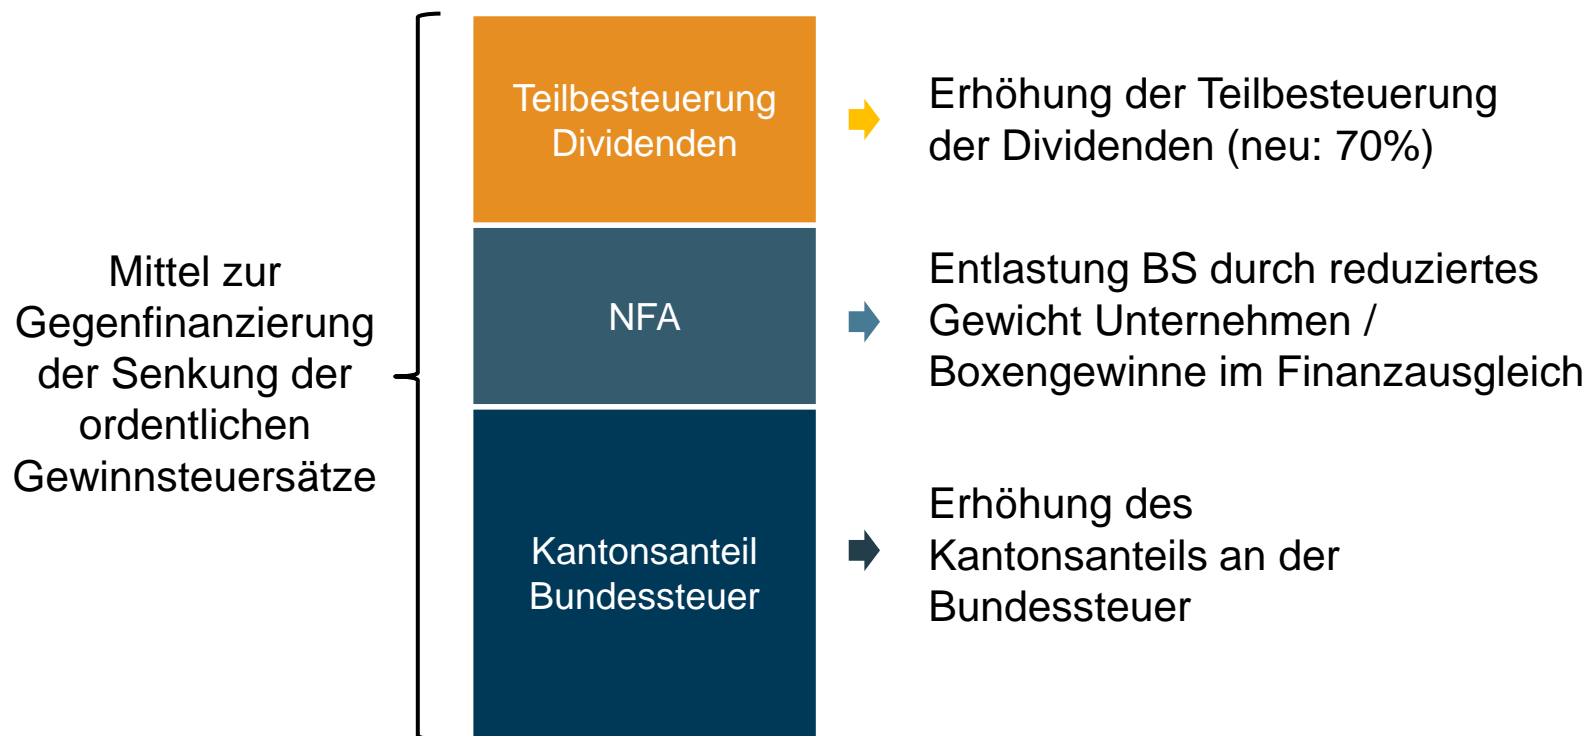 Mittel zur
Gegenfinanzierung
der Senkung der
ordentlichen
Gewinnsteuersätze
Teilbesteuerung
Dividenden
Erhöhung der Teilbesteuerung
der Dividenden (neu: 70%)
NFA
Entlastung BS durch reduziertes
Gewicht Unternehmen /
Boxengewinne im Finanzausgleich
Kantonsanteil
Bundessteuer
Erhöhung des
Kantonsanteils an der
Bundessteuer